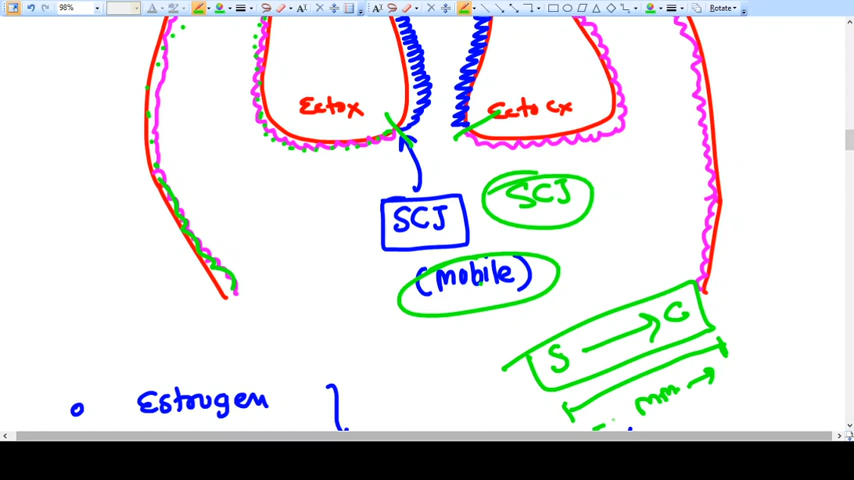 98%
Rotate
Ectox
Ecto cx
SCJ
SCJ
(mobile)
S → C
mm →
• Estrogen